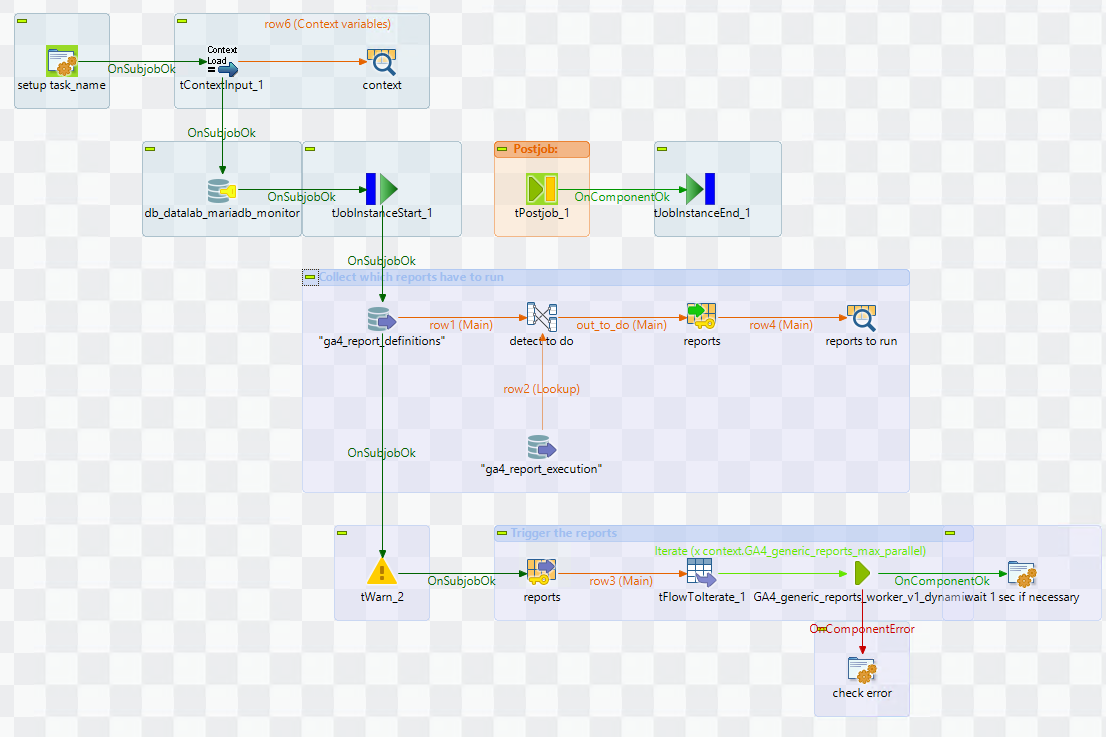 row6 (Context variables)
Context
Load
=
OnSubjobOk
setup task_name
tContextInput_1
context
OnSubjobOk
Postjob:
OnSubjobOk
OnComponentOk
db_datalab_mariadb_monitor
tJobInstanceStart_1
tPostjob_1
tJobInstanceEnd_1
OnSubjobOk
Collect which reports have to run
row1 (Main)
out_to_do (Main)
row4 (Main)
"ga4_report_definitions"
detect to do
reports
reports to run
row2 (Lookup)
OnSubjobOk
"ga4_report_execution"
Trigger the reports
Iterate (x context.GA4_generic_reports_max_parallel)
OnSubjobOk
row3 (Main)
OnComponentOk
tWarn_2
reports
tFlowToIterate_1
GA4_generic_reports_worker_v1_dynamic
wait 1 sec if necessary
OnComponentError
check error